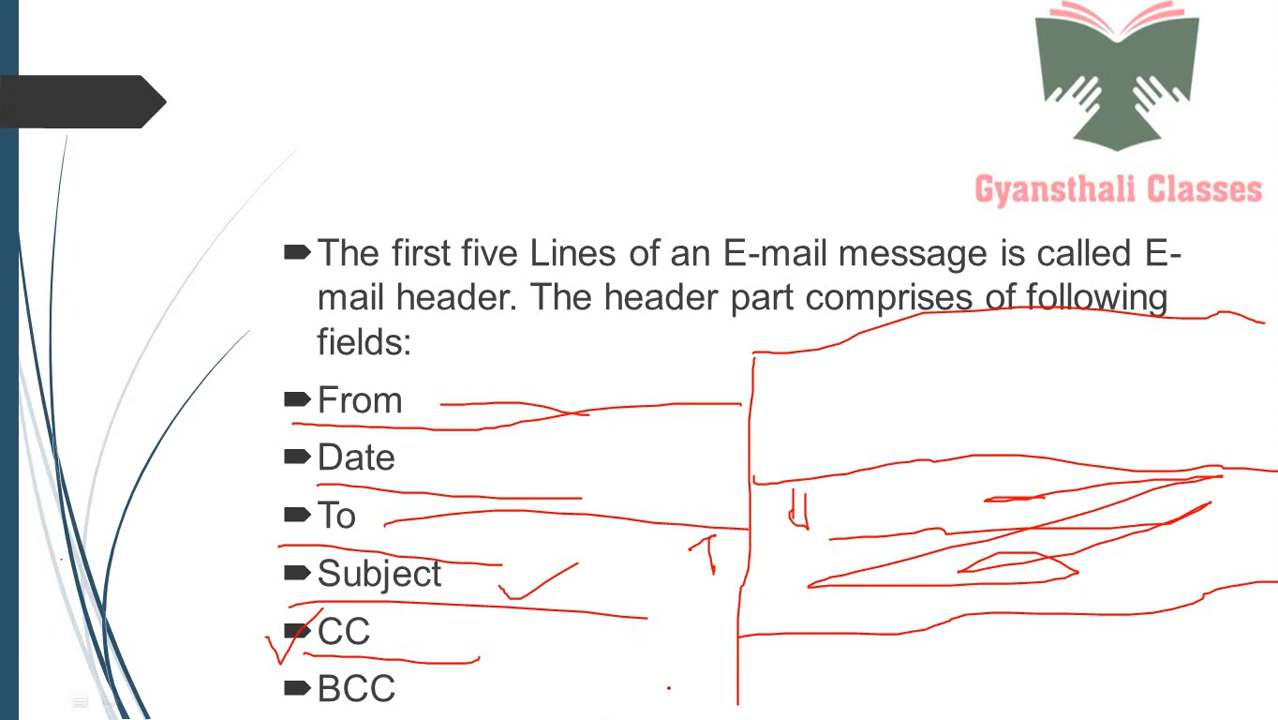 Gyansthali Classes
The first five Lines of an E-mail message is called E-
mail header. The header part comprises of following
fields:
From
Date
To
Subject
CC
BCC